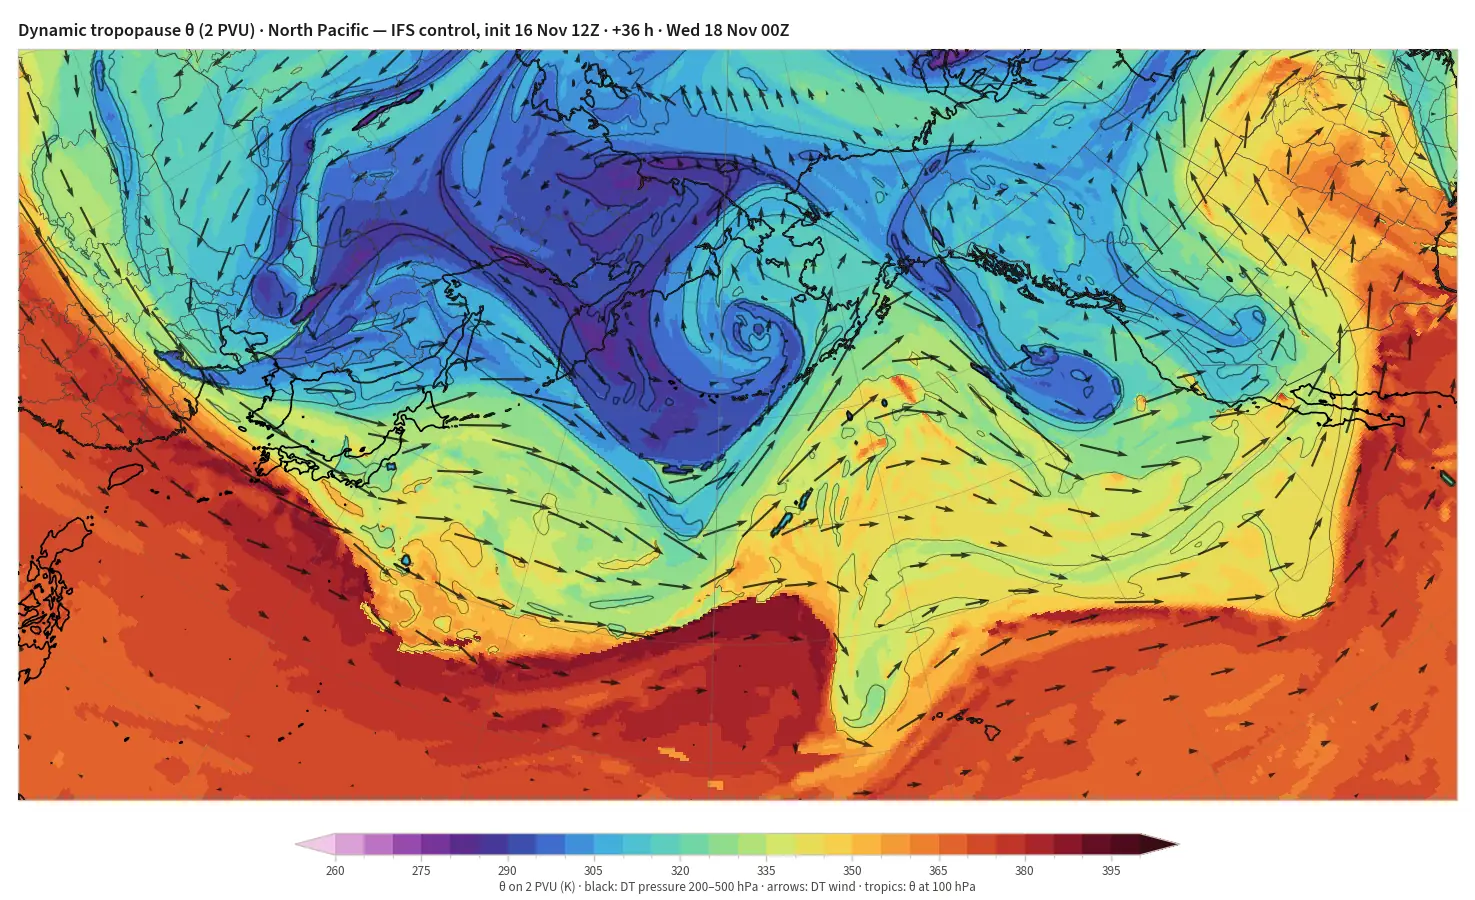 Dynamic tropopause θ (2 PVU) · North Pacific — IFS control, init 16 Nov 12Z · +36 h · Wed 18 Nov 00Z
260 275 290 305 320 335 350 365 380 395
θ on 2 PVU (K) · black: DT pressure 200–500 hPa · arrows: DT wind · tropics: θ at 100 hPa